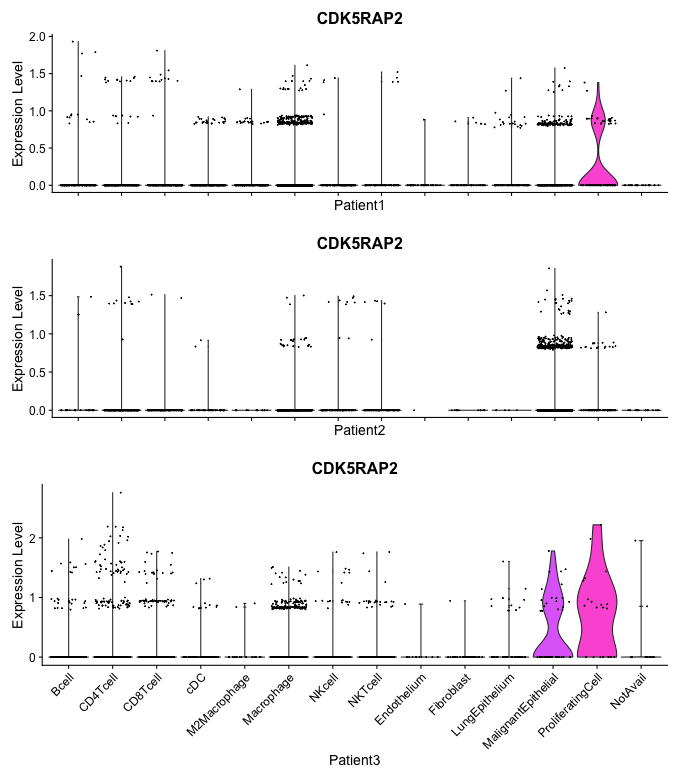 CDK5RAP2
Expression Level
2.0
1.5
1.0
0.5
0.0
Patient1
CDK5RAP2
Expression Level
1.5
1.0
0.5
0.0
Patient2
CDK5RAP2
Expression Level
2
1
0
Bcell
CD4Tcell
CD8Tcell
cDC
M2Macrophage
Macrophage
NKcell
NKTcell
Endothelium
Fibroblast
LungEpithelium
MalignantEpithelial
ProliferatingCell
NotAvail
Patient3